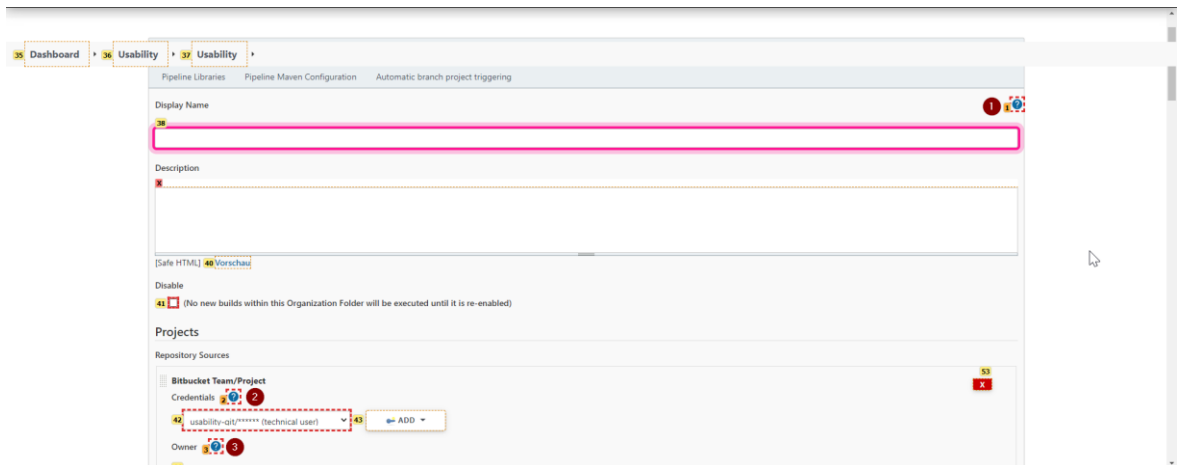 35 Dashboard 36 Usability 37 Usability
Pipeline Libraries Pipeline Maven Configuration Automatic branch project triggering
Display Name 1 1 ?
38
Description
X
[Safe HTML] 40 Vorschau
Disable
41 (No new builds within this Organization Folder will be executed until it is re-enabled)
Projects
Repository Sources
53
Bitbucket Team/Project X
Credentials 2 ? 2
42 usability-git/****** (technical user) 43 ADD
Owner 3 ? 3